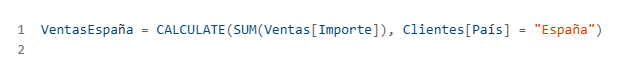 1 VentasEspaña = CALCULATE(SUM(Ventas[Importe]), Clientes[País] = "España")
2